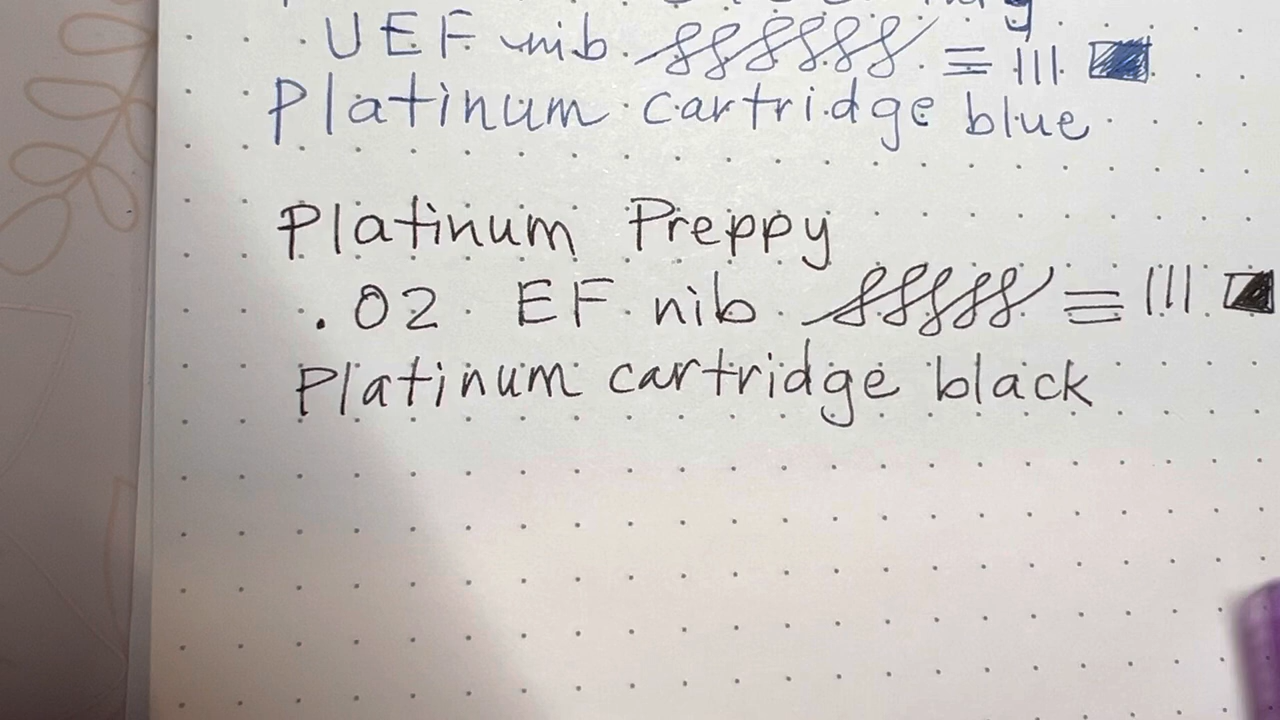 UEF nib.
Platinum cartridge blue
Platinum Preppy
.02 EF nib.
Platinum cartridge black